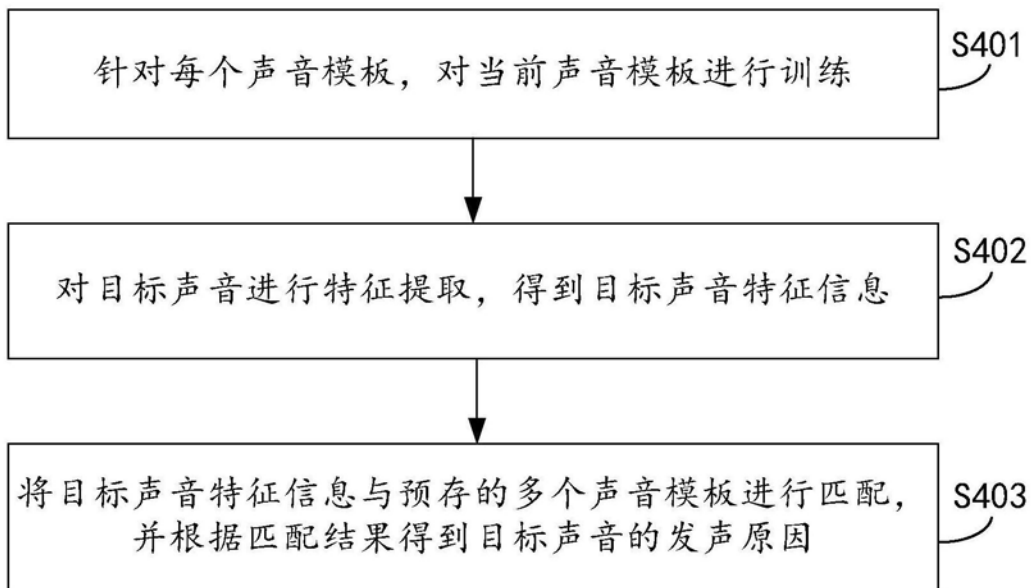 针对每个声音模板，对当前声音模板进行训练
S401
对目标声音进行特征提取，得到目标声音特征信息
S402
将目标声音特征信息与预存的多个声音模板进行匹配，
并根据匹配结果得到目标声音的发声原因
S403